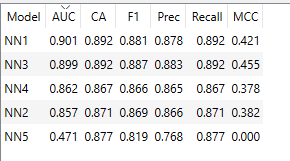 Model AUC CA F1 Prec Recall MCC
NN1 0.901 0.892 0.881 0.878 0.892 0.421
NN3 0.899 0.892 0.887 0.883 0.892 0.455
NN4 0.862 0.867 0.866 0.865 0.867 0.378
NN2 0.857 0.871 0.869 0.866 0.871 0.382
NN5 0.471 0.877 0.819 0.768 0.877 0.000